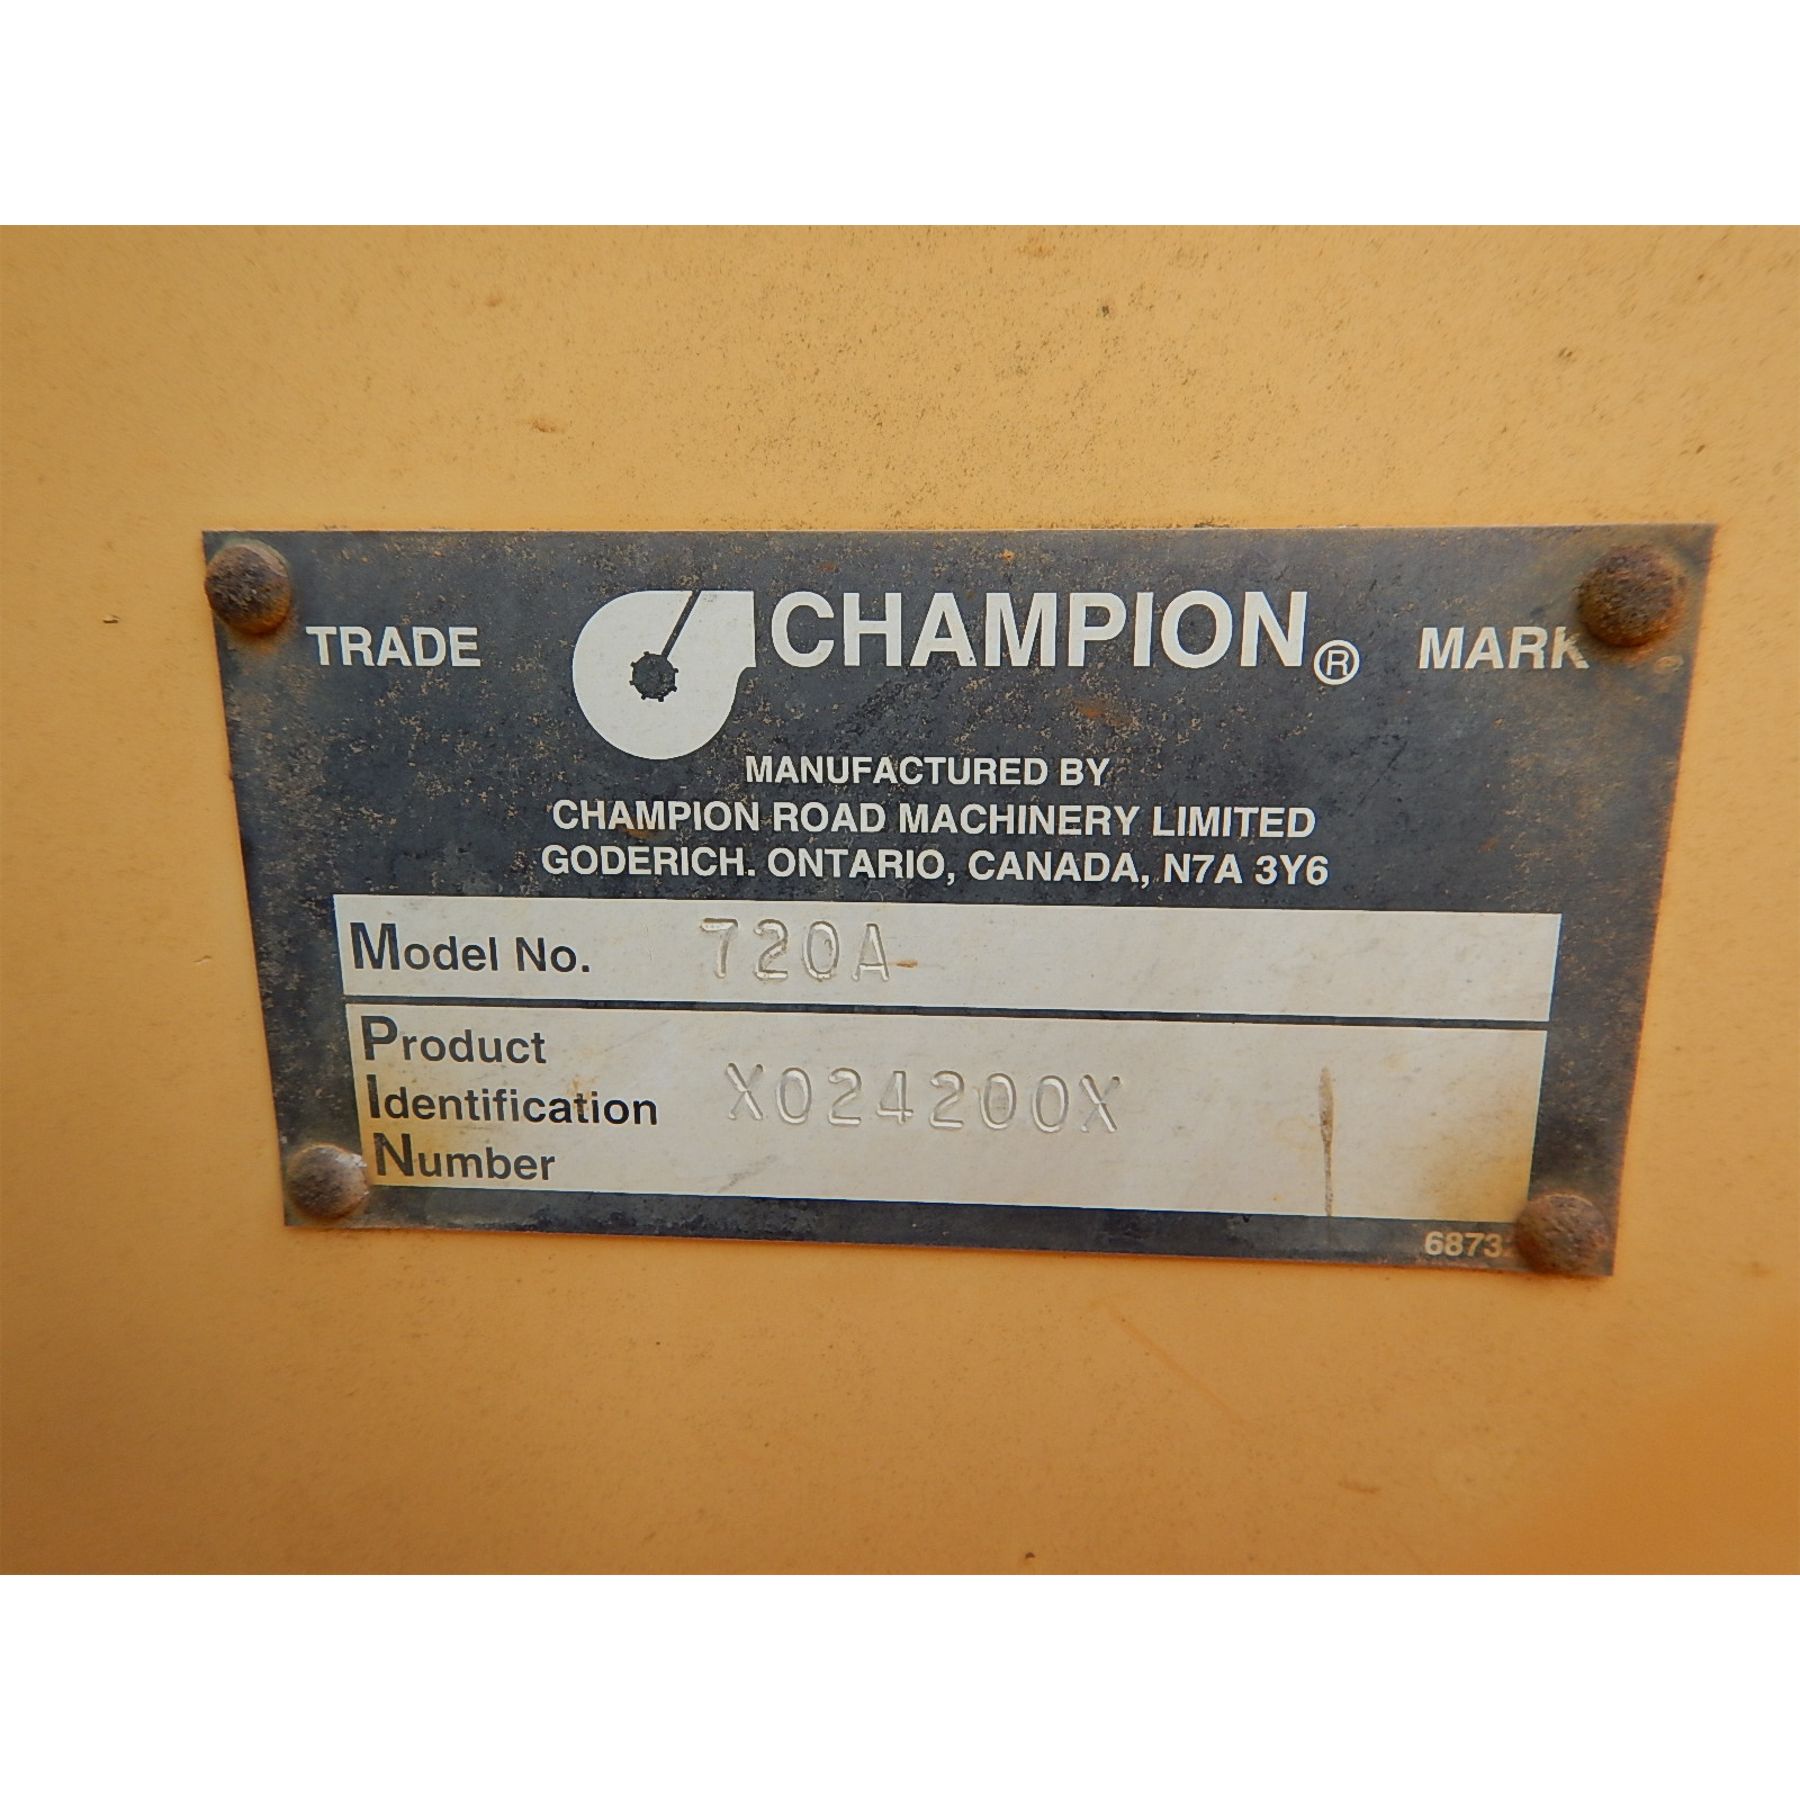 TRADE CHAMPION® MARK
MANUFACTURED BY
CHAMPION ROAD MACHINERY LIMITED
GODERICH. ONTARIO, CANADA, N7A 3Y6
Model No. 720A
Product
Identification X024200X
Number